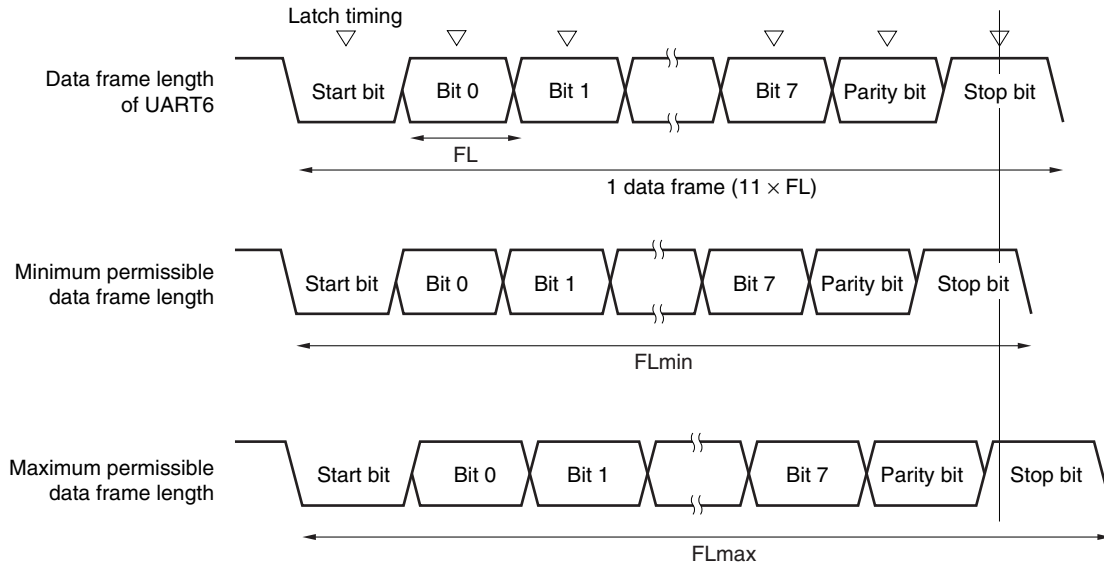 Latch timing
Data frame length
of UART6
Start bit Bit 0 Bit 1 Bit 7 Parity bit Stop bit
FL
1 data frame (11 × FL)
Minimum permissible
data frame length
Start bit Bit 0 Bit 1 Bit 7 Parity bit Stop bit
FLmin
Maximum permissible
data frame length
Start bit Bit 0 Bit 1 Bit 7 Parity bit Stop bit
FLmax